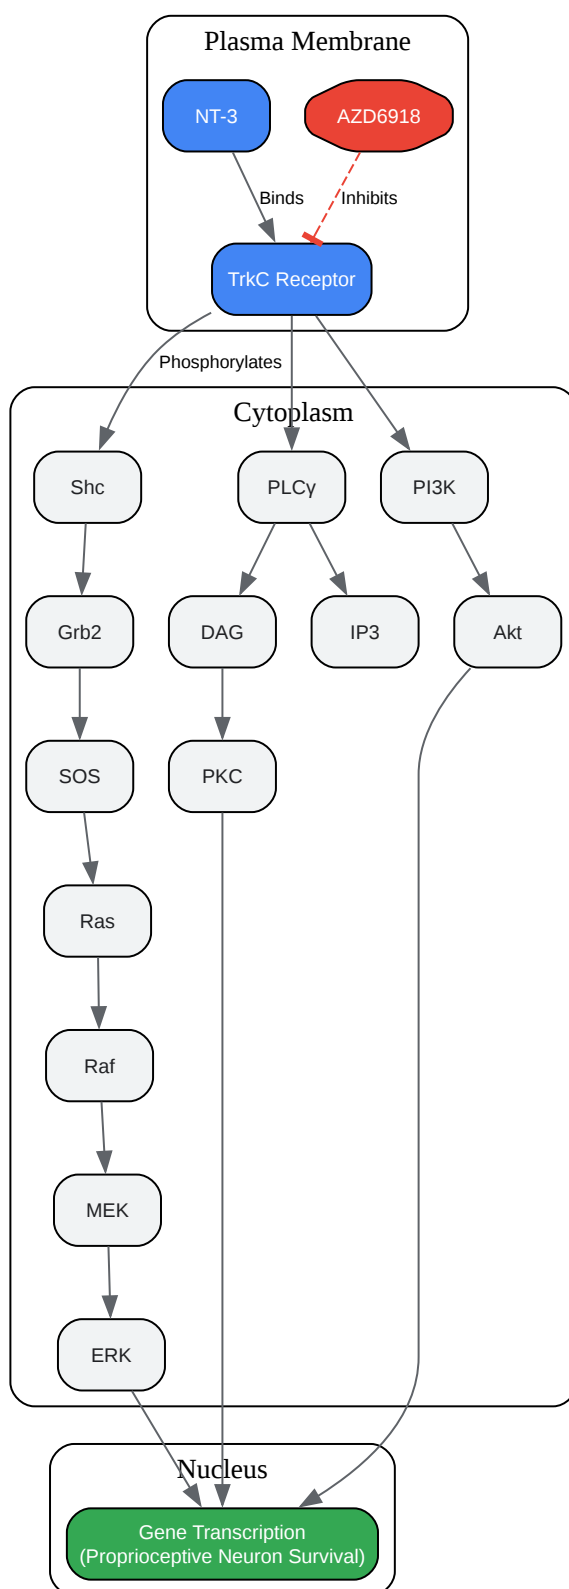 Plasma Membrane
NT-3
AZD6918
Binds
Inhibits
TrkC Receptor
Phosphorylates
Cytoplasm
Shc
PLCγ
PI3K
Grb2
DAG
IP3
Akt
SOS
PKC
Ras
Raf
MEK
ERK
Nucleus
Gene Transcription
(Proprioceptive Neuron Survival)